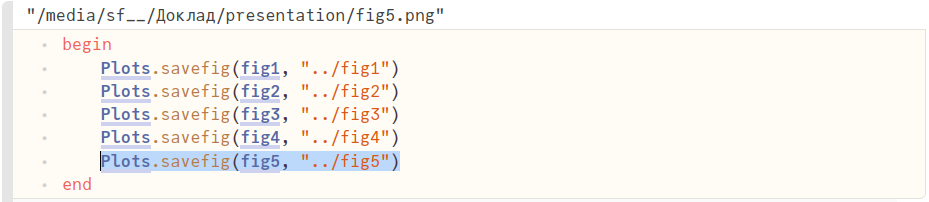 "/media/sf__/Доклад/presentation/fig5.png"
begin
Plots.savefig(fig1, "../fig1")
Plots.savefig(fig2, "../fig2")
Plots.savefig(fig3, "../fig3")
Plots.savefig(fig4, "../fig4")
Plots.savefig(fig5, "../fig5")
end